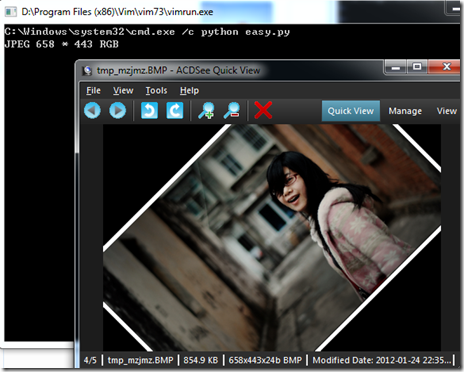 D:\Program Files (x86)\Vim\vim73\vimrun.exe
C:\Windows\system32\cmd.exe /c python easy.py
JPEG 658 * 443 RGB
tmp_mzjmz.BMP - ACDSee Quick View
File View Tools Help
Quick View Manage View
4/5 tmp_mzjmz.BMP 854.9 KB 658x443x24b BMP Modified Date: 2012-01-24 22:35...